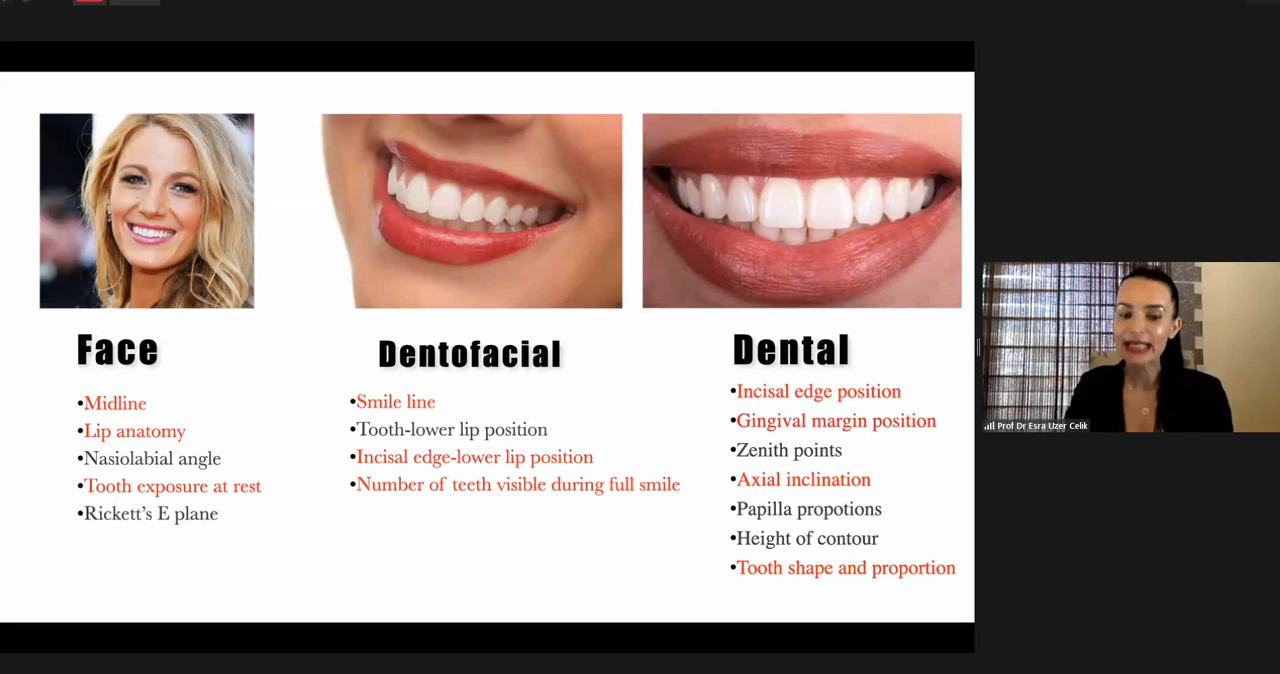 Face
•Midline
•Lip anatomy
•Nasiolabial angle
•Tooth exposure at rest
•Rickett’s E plane
Dentofacial
•Smile line
•Tooth-lower lip position
•Incisal edge-lower lip position
•Number of teeth visible during full smile
Dental
•Incisal edge position
•Gingival margin position
•Zenith points
•Axial inclination
•Papilla propotions
•Height of contour
•Tooth shape and proportion
Prof Dr Esra Uzer Celik